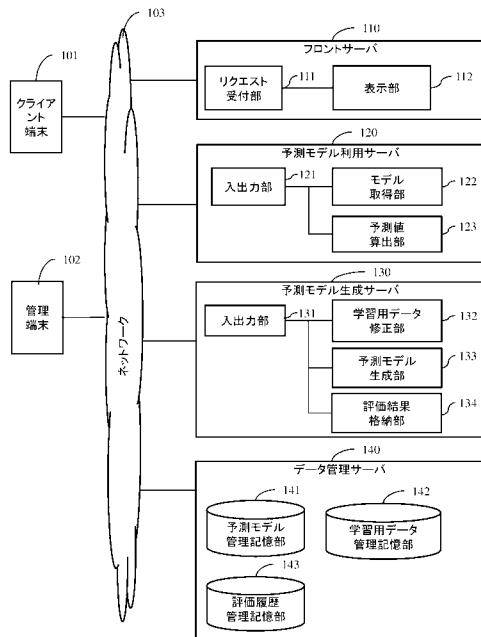 103
101
クライア
ント
端末
102
管理
端末
ネットワーク
110
フロントサーバ
リクエスト
受付部
111
表示部
112
120
予測モデル利用サーバ
入出力部
121
モデル
取得部
122
予測値
算出部
123
130
予測モデル生成サーバ
入出力部
131
学習用データ
修正部
132
予測モデル
生成部
133
評価結果
格納部
134
140
データ管理サーバ
141
予測モデル
管理記憶部
142
学習用データ
管理記憶部
143
評価履歴
管理記憶部